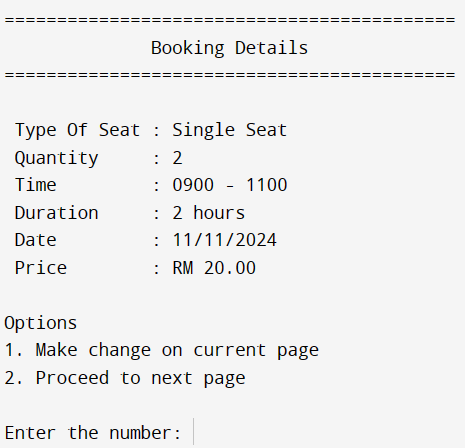 ===========================================
Booking Details
===========================================
Type Of Seat : Single Seat
Quantity     : 2
Time         : 0900 - 1100
Duration     : 2 hours
Date         : 11/11/2024
Price        : RM 20.00
Options
1. Make change on current page
2. Proceed to next page
Enter the number: